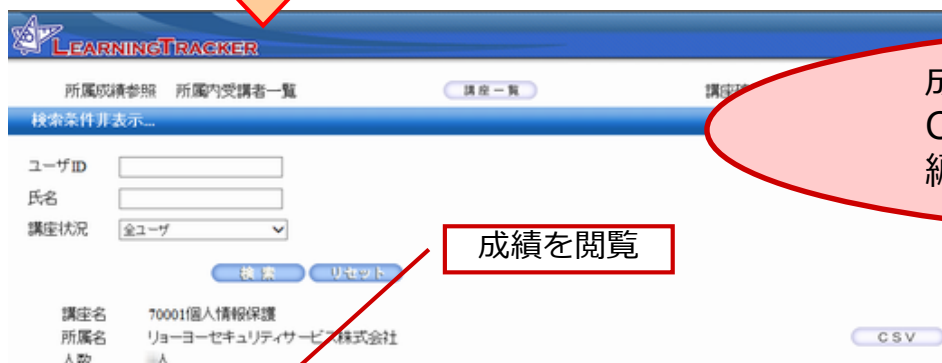 LEARNINGTRACKER
所属成績参照 所属内受講者一覧
講座一覧
検索条件非表示...
ユーザID
氏名
講座状況 全ユーザ
検索 リセット
成績を閲覧
講座名 70001個人情報保護
所属名 リョーヨーセキュリティサービス株式会社
人数 人
CSV